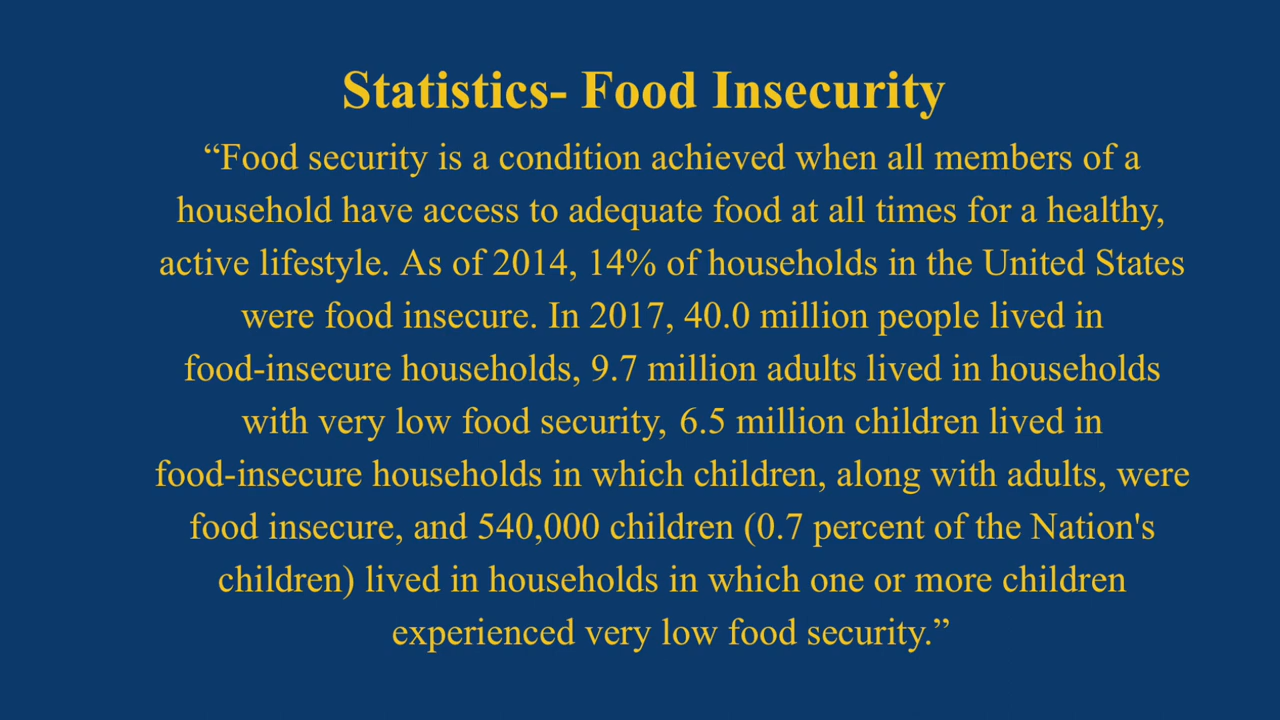 Statistics- Food Insecurity
“Food security is a condition achieved when all members of a
household have access to adequate food at all times for a healthy,
active lifestyle. As of 2014, 14% of households in the United States
were food insecure. In 2017, 40.0 million people lived in
food-insecure households, 9.7 million adults lived in households
with very low food security, 6.5 million children lived in
food-insecure households in which children, along with adults, were
food insecure, and 540,000 children (0.7 percent of the Nation's
children) lived in households in which one or more children
experienced very low food security.”